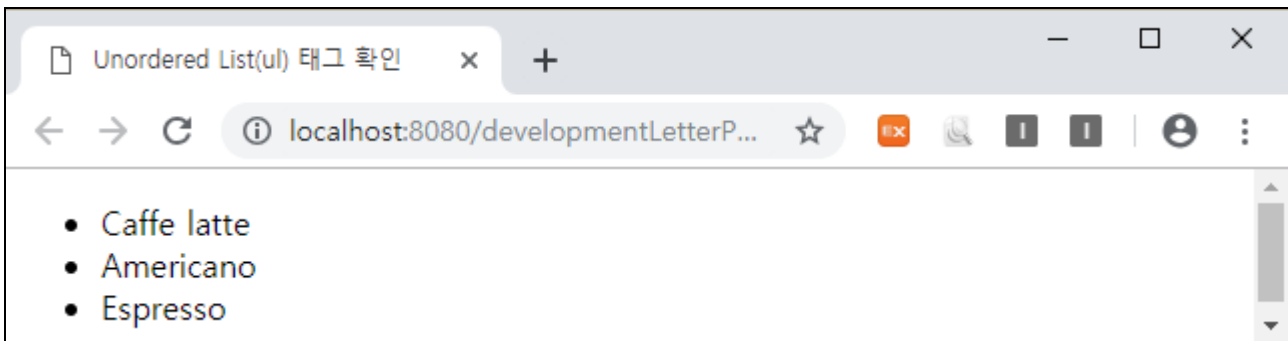 Unordered List(ul) 태그 확인
localhost:8080/developmentLetterP...
Caffe latte
Americano
Espresso